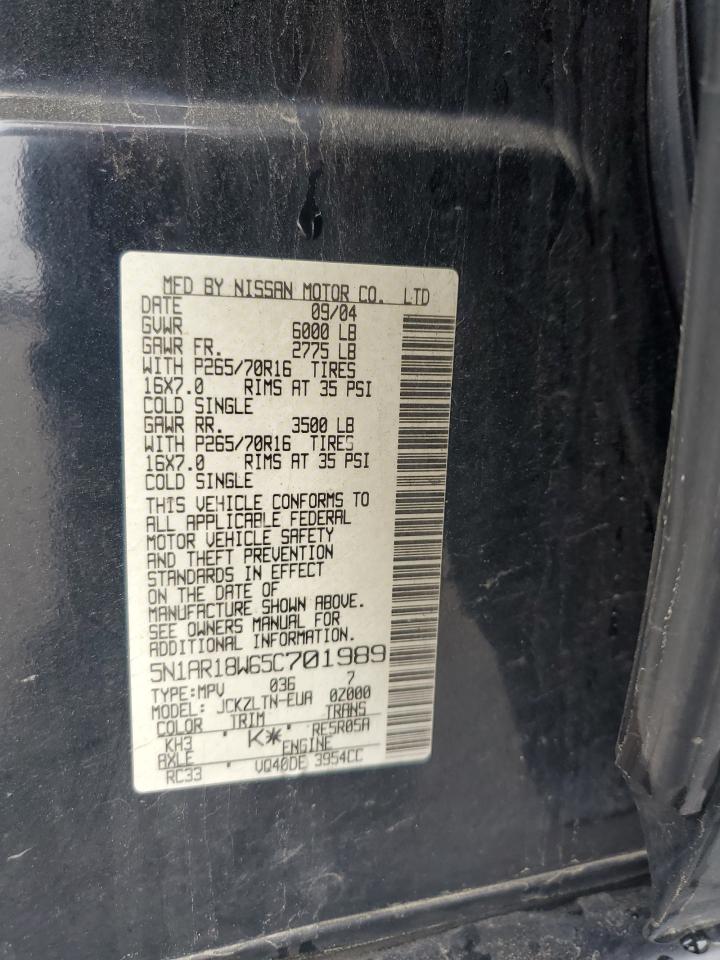 MFD BY NISSAN MOTOR CO. LTD
DATE 09/04
GVWR 6000 LB
GAWR FR. 2775 LB
WITH P265/70R16 TIRES
16X7.0 RIMS AT 35 PSI
COLD SINGLE
GAWR RR. 3500 LB
WITH P265/70R16 TIRES
16X7.0 RIMS AT 35 PSI
COLD SINGLE
THIS VEHICLE CONFORMS TO
ALL APPLICABLE FEDERAL
MOTOR VEHICLE SAFETY
AND THEFT PREVENTION
STANDARDS IN EFFECT
ON THE DATE OF
MANUFACTURE SHOWN ABOVE.
SEE OWNERS MANUAL FOR
ADDITIONAL INFORMATION.
5N1AR18W65C701989
TYPE:MPV 036 7
MODEL: JCKZLTN-EUA 0Z000
COLOR TRIM TRANS
KH3 · K* · RE5R05A
AXLE ENGINE
RC33 VQ40DE 3954CC